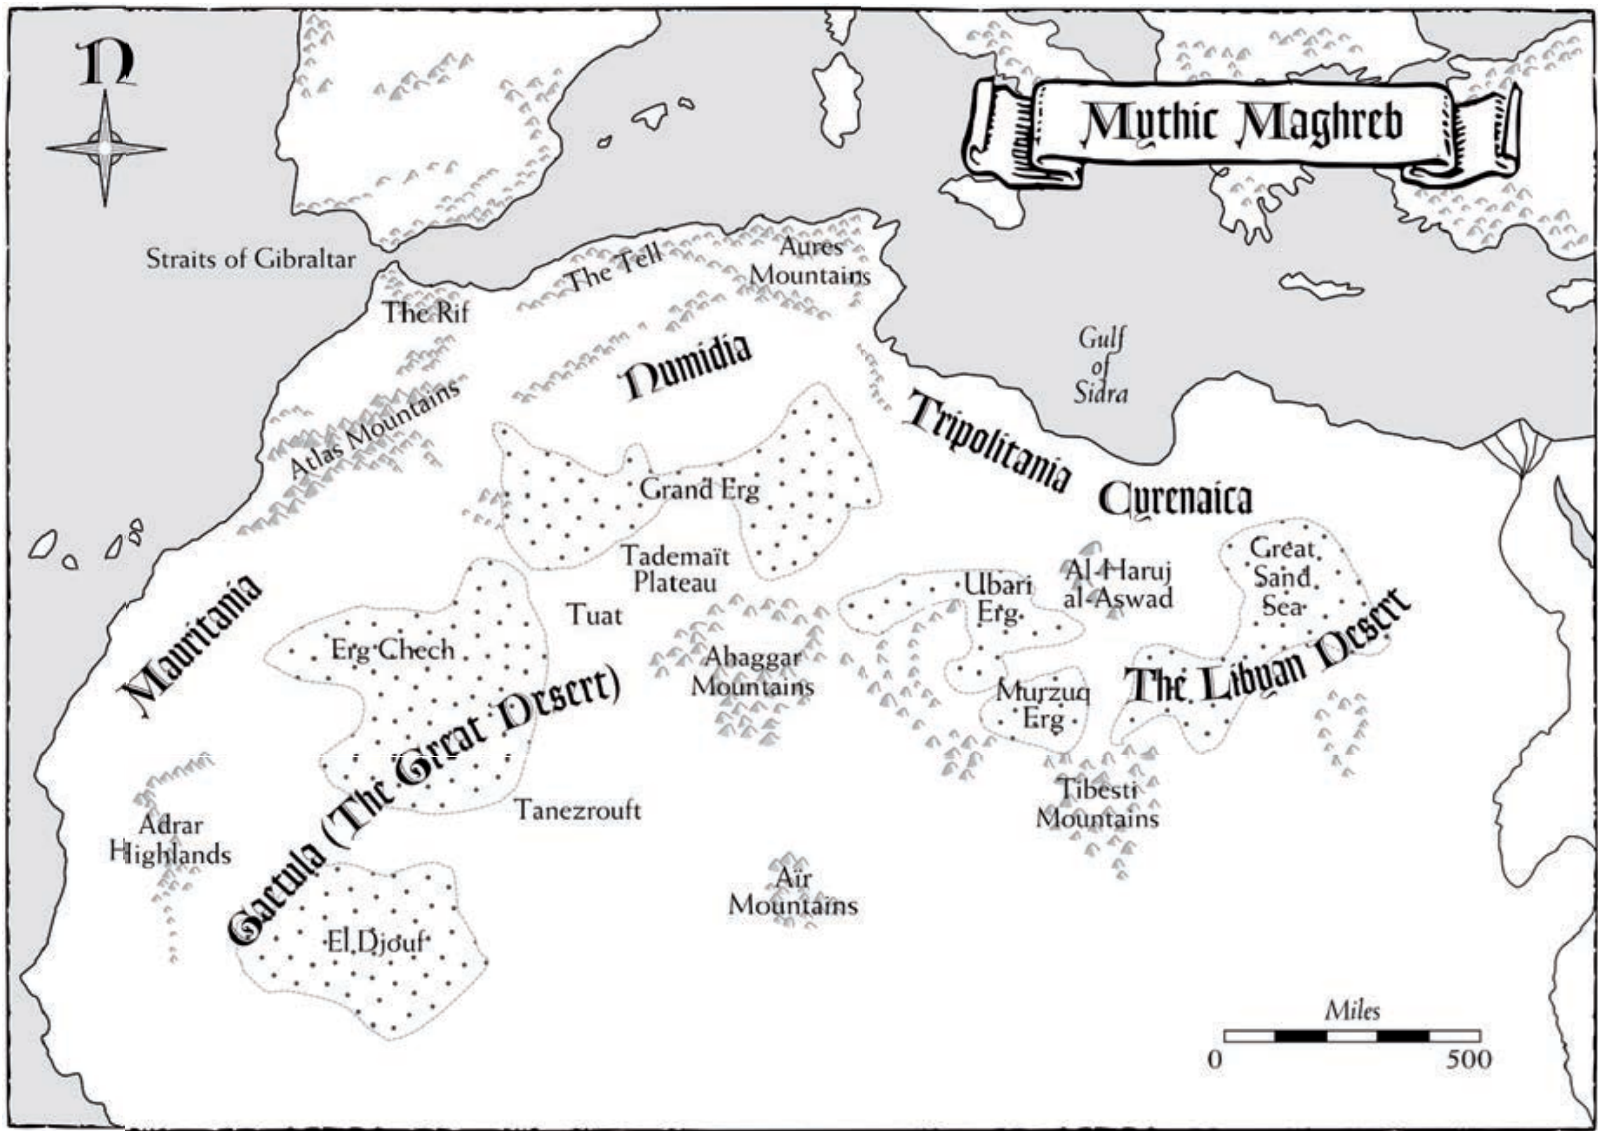 N
Mythic Maghreb
Straits of Gibraltar
The Rif
The Tell
Aures
Mountains
Atlas Mountains
Numidia
Gulf
of
Sidra
Tripolitania
Cyrenaica
Grand Erg
Tademaït
Plateau
Tuat
Mauritania
Erg Chech
Ahaggar
Mountains
Ubari
Erg
Al-Haruj
al-Aswad
Great
Sand
Sea
The Libyan Desert
Murzuq
Erg
Gaetula (The Great Desert)
Tanezrouft
Tibesti
Mountains
Adrar
Highlands
Aïr
Mountains
El Djouf
Miles
0 500